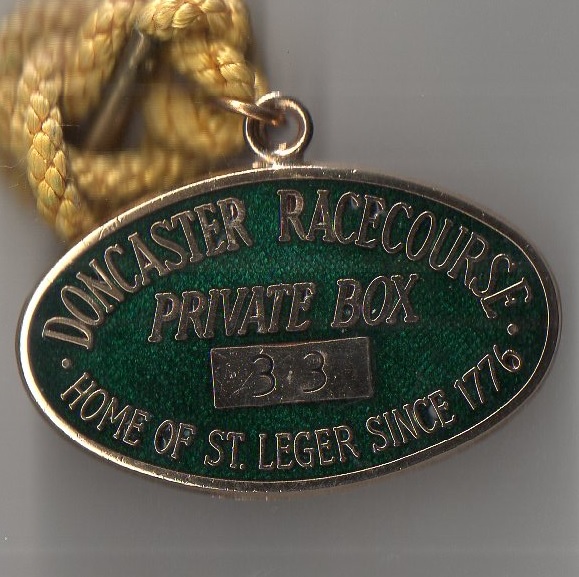 DONCASTER RACECOURSE
PRIVATE BOX
33
· HOME OF ST. LEGER SINCE 1776 ·